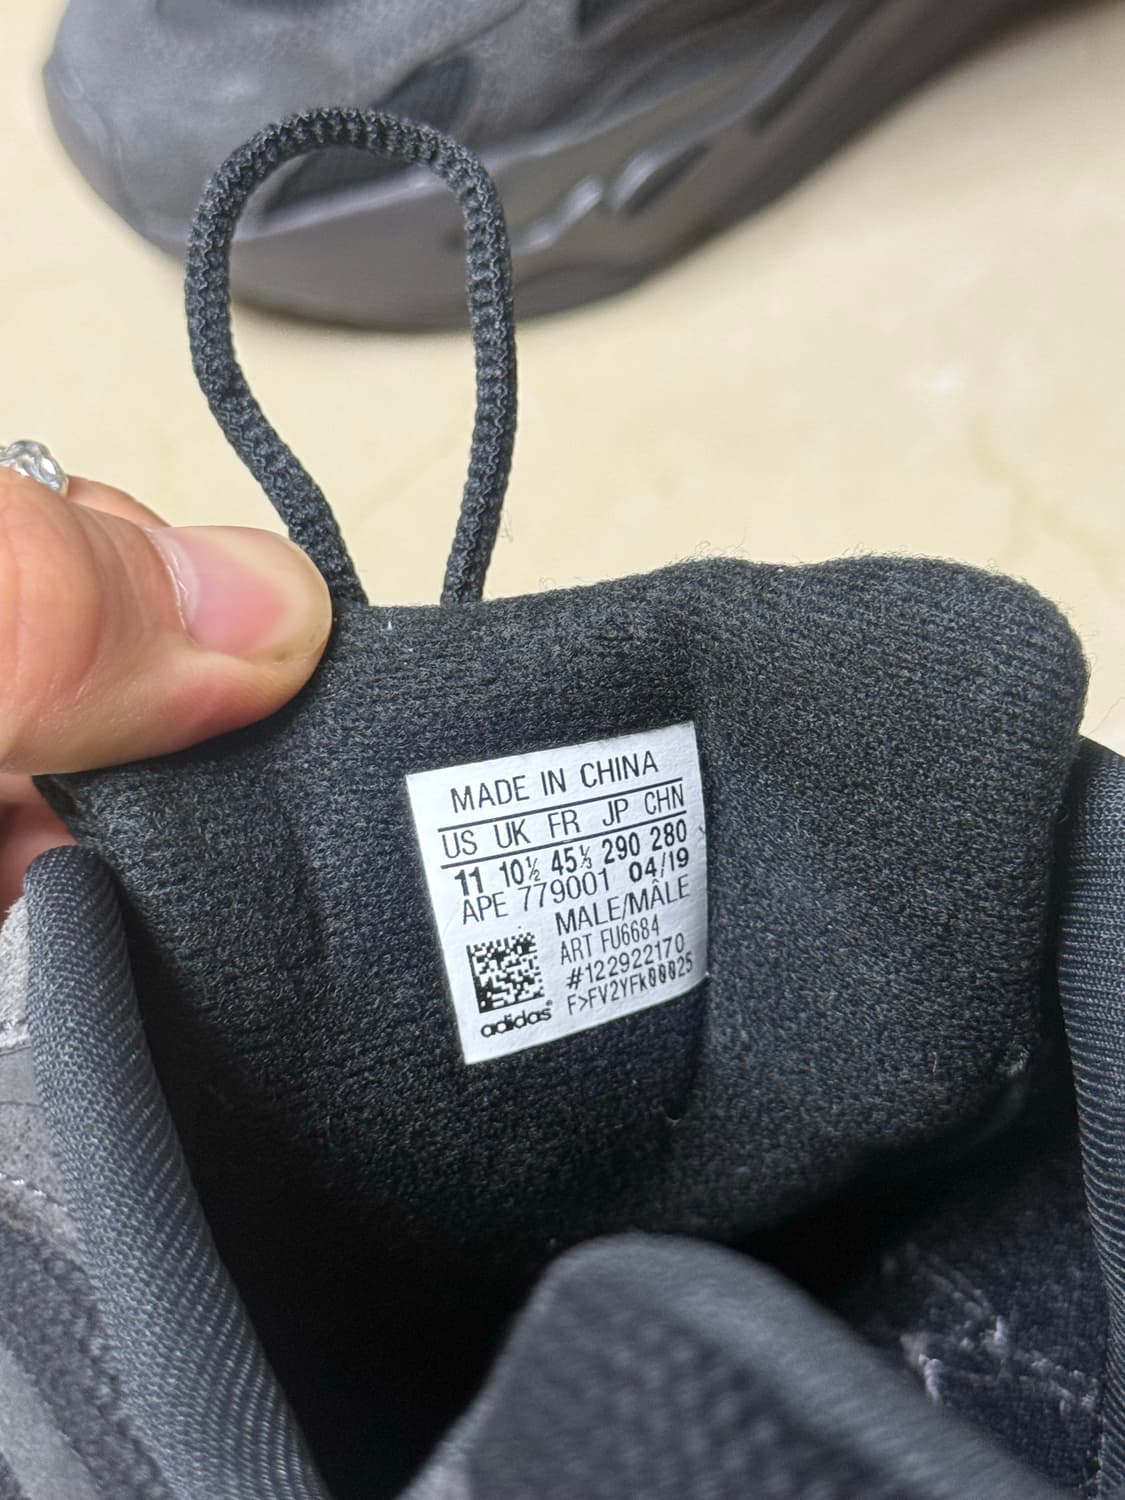 MADE IN CHINA
US UK FR JP CHN
11 10½ 45⅓ 290 280
APE 779001 04/19
MALE/MÂLE
ART FU6684
#122922170
F>FV2YFk00025
adidas®